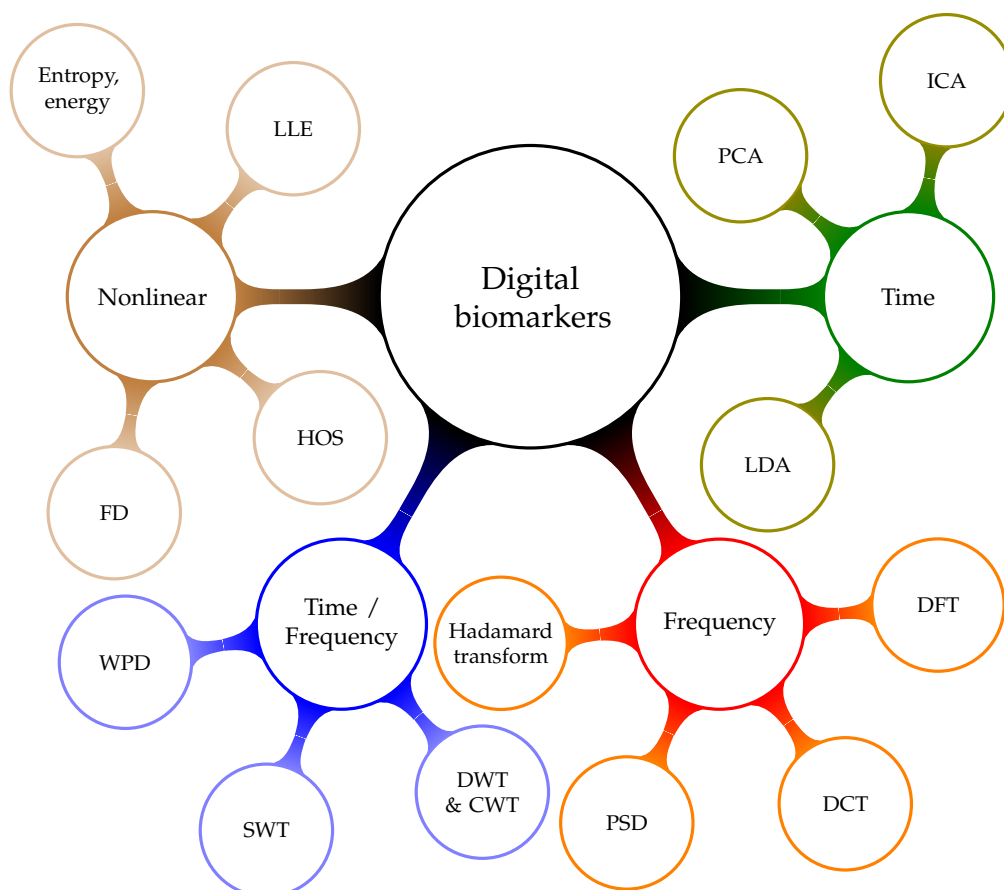 Entropy,
energy
LLE
PCA
ICA
Nonlinear
Digital
biomarkers
Time
HOS
FD
LDA
Time /
Frequency
WPD
SWT
DWT
& CWT
Frequency
Hadamard
transform
DFT
PSD
DCT